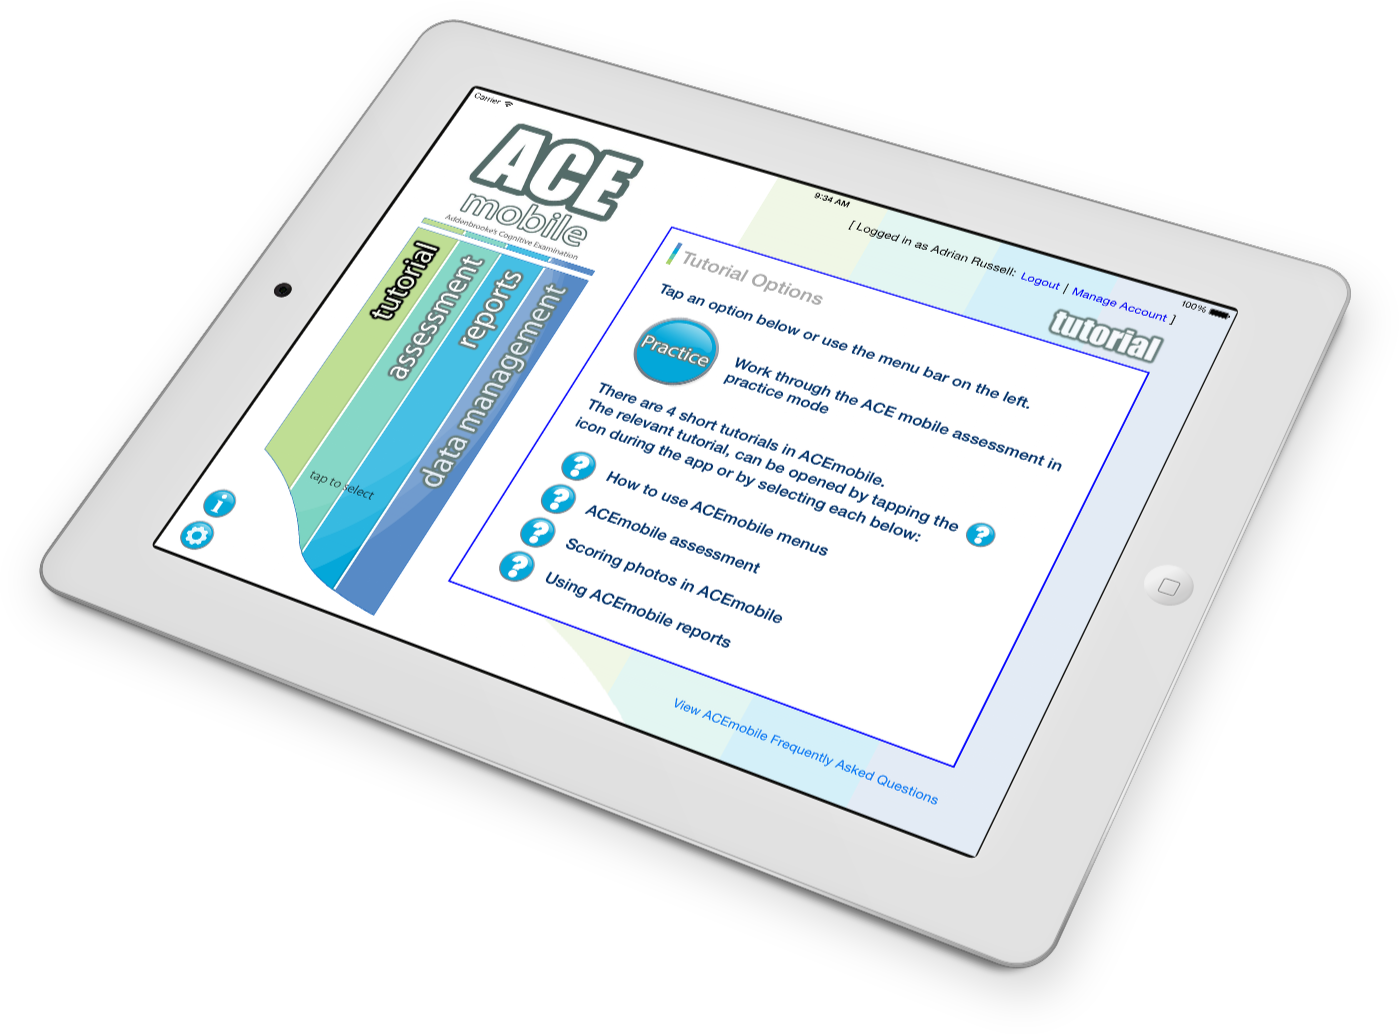 Carrier
9:34 AM
100%
ACE
mobile
Addenbrooke's Cognitive Examination
tutorial
assessment
reports
data management
tap to select
[ Logged in as Adrian Russell: Logout | Manage Account ]
tutorial
Tutorial Options
Tap an option below or use the menu bar on the left.
Practice
Work through the ACE mobile assessment in
practice mode
There are 4 short tutorials in ACEmobile.
The relevant tutorial, can be opened by tapping the ?
icon during the app or by selecting each below:
? How to use ACEmobile menus
? ACEmobile assessment
? Scoring photos in ACEmobile
? Using ACEmobile reports
i
View ACEmobile Frequently Asked Questions